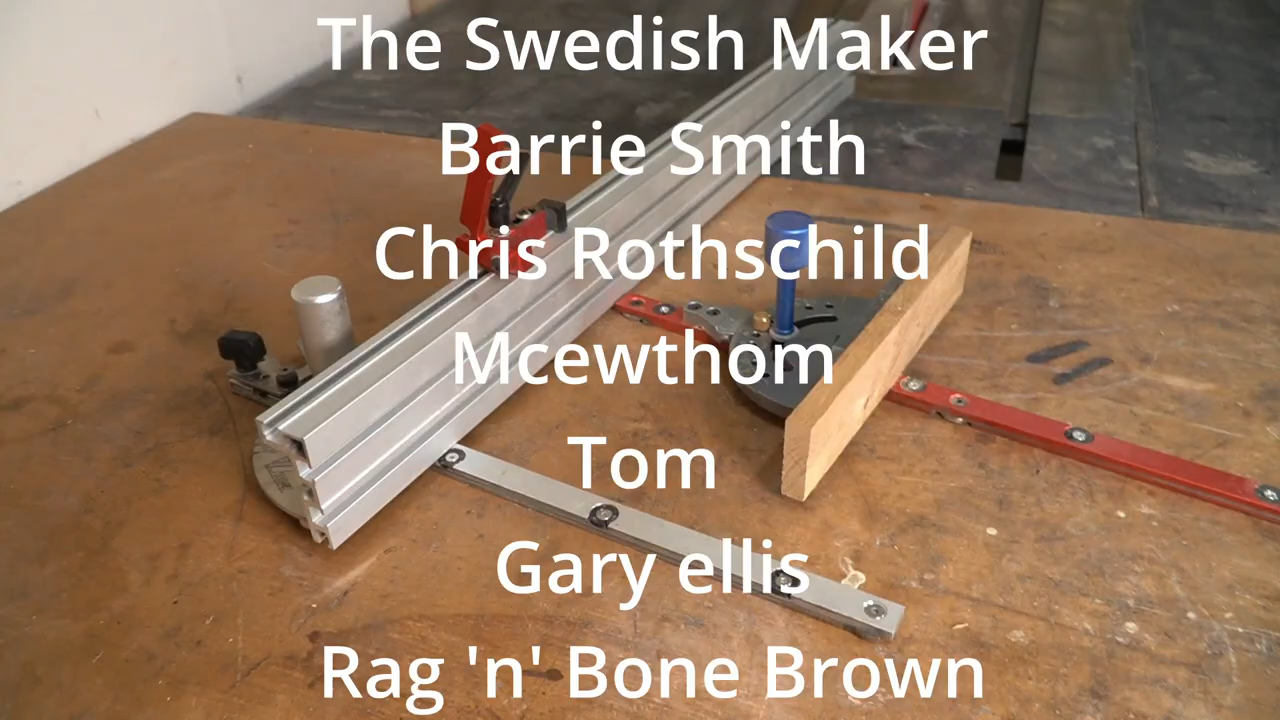 The Swedish Maker
Barrie Smith
Chris Rothschild
Mcewthom
Tom
Gary ellis
Rag 'n' Bone Brown